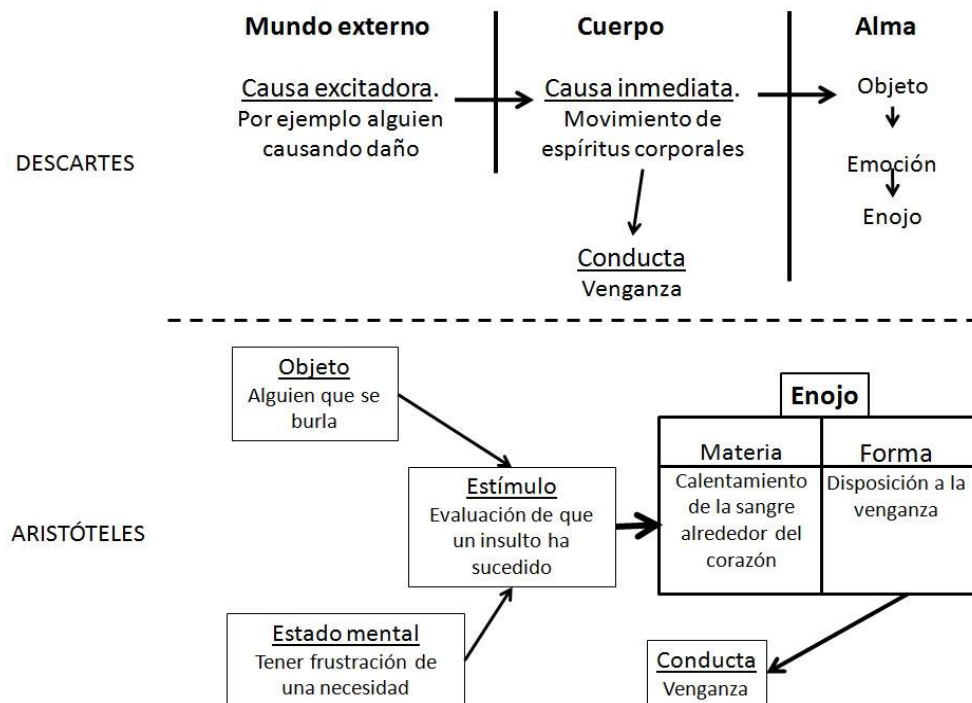 Mundo externo
Cuerpo
Alma
Causa excitadora.
Por ejemplo alguien
causando daño
Causa inmediata.
Movimiento de
espíritus corporales
Objeto
Emoción
Enojo
DESCARTES
Conducta
Venganza
Objeto
Alguien que se
burla
Enojo
Materia
Forma
Calentamiento
de la sangre
alrededor del
corazón
Disposición a la
venganza
Estímulo
Evaluación de que
un insulto ha
sucedido
ARISTÓTELES
Estado mental
Tener frustración de
una necesidad
Conducta
Venganza